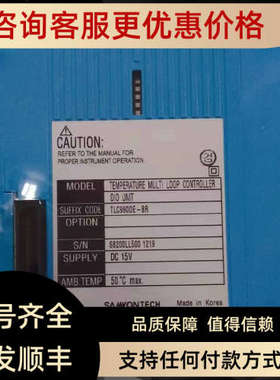 咨询客服更优惠价格
CAUTION:
REFER TO THE MANUAL FOR
PROPER INSTRUMENT OPERATION.
MODEL TEMPERATURE MULTI LOOP CONTROLLER
DIO UNIT
SUFFIX CODE
OPTION
S/N
SUPPLY DC 15V
AMB.TEMP 50℃ max.
SAMWONTECH Made in Korea
号齐全
发顺丰
品质保障 值得信赖
支持任何付款方式